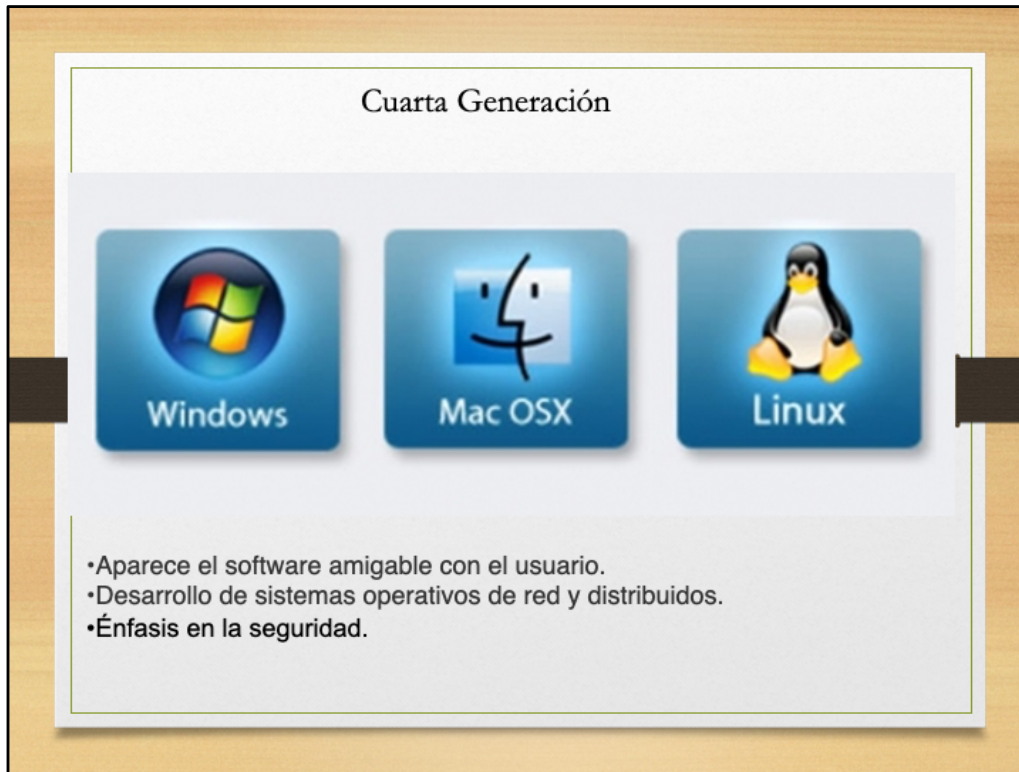 Cuarta Generación
Windows
Mac OSX
Linux
•Aparece el software amigable con el usuario.
•Desarrollo de sistemas operativos de red y distribuidos.
•Énfasis en la seguridad.